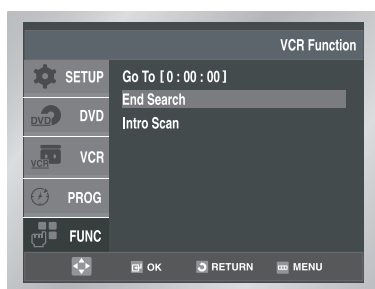 VCR Function
SETUP
Go To [ 0 : 00 : 00 ]
End Search
DVD DVD
Intro Scan
VCR VCR
PROG
FUNC
OK RETURN MENU